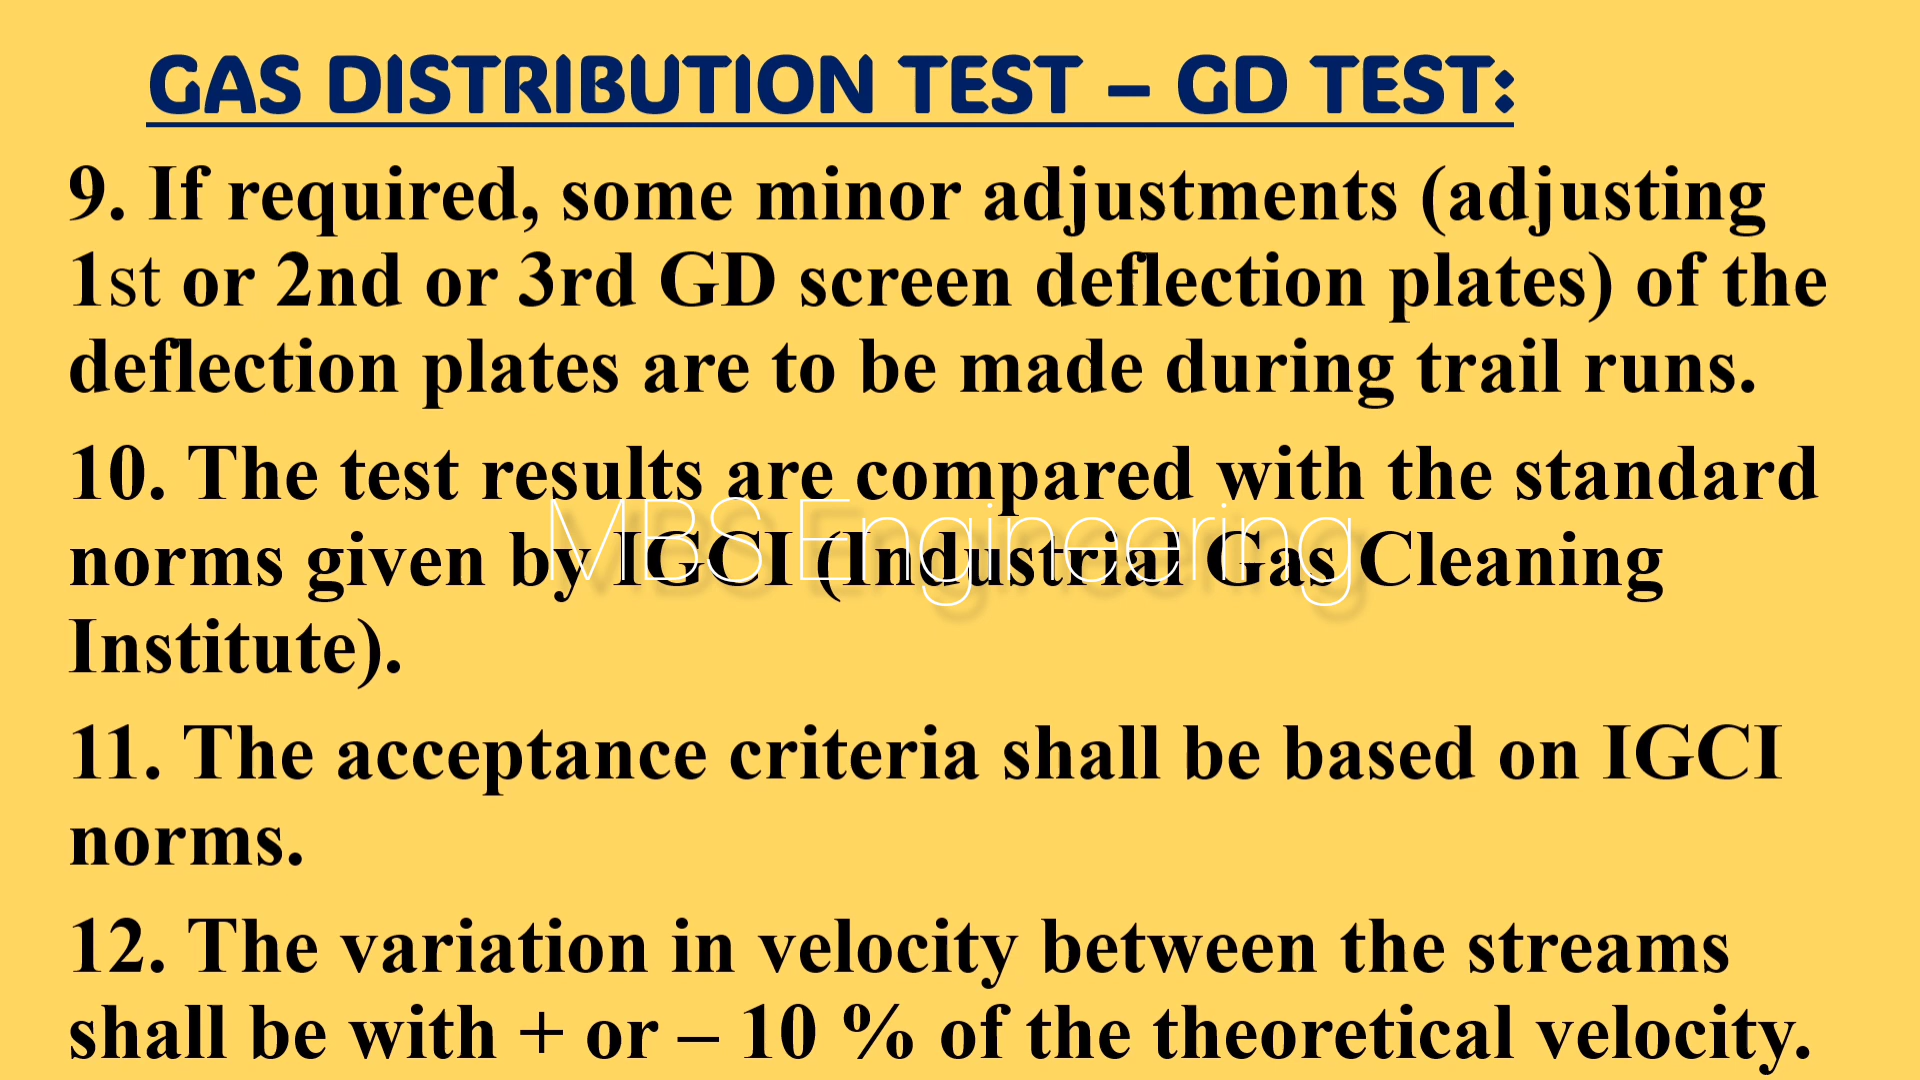 GAS DISTRIBUTION TEST – GD TEST:
9. If required, some minor adjustments (adjusting
1st or 2nd or 3rd GD screen deflection plates) of the
deflection plates are to be made during trail runs.
10. The test results are compared with the standard
norms given by IGCI (Industrial Gas Cleaning
MBS Engineering
Institute).
11. The acceptance criteria shall be based on IGCI
norms.
12. The variation in velocity between the streams
shall be with + or – 10 % of the theoretical velocity.